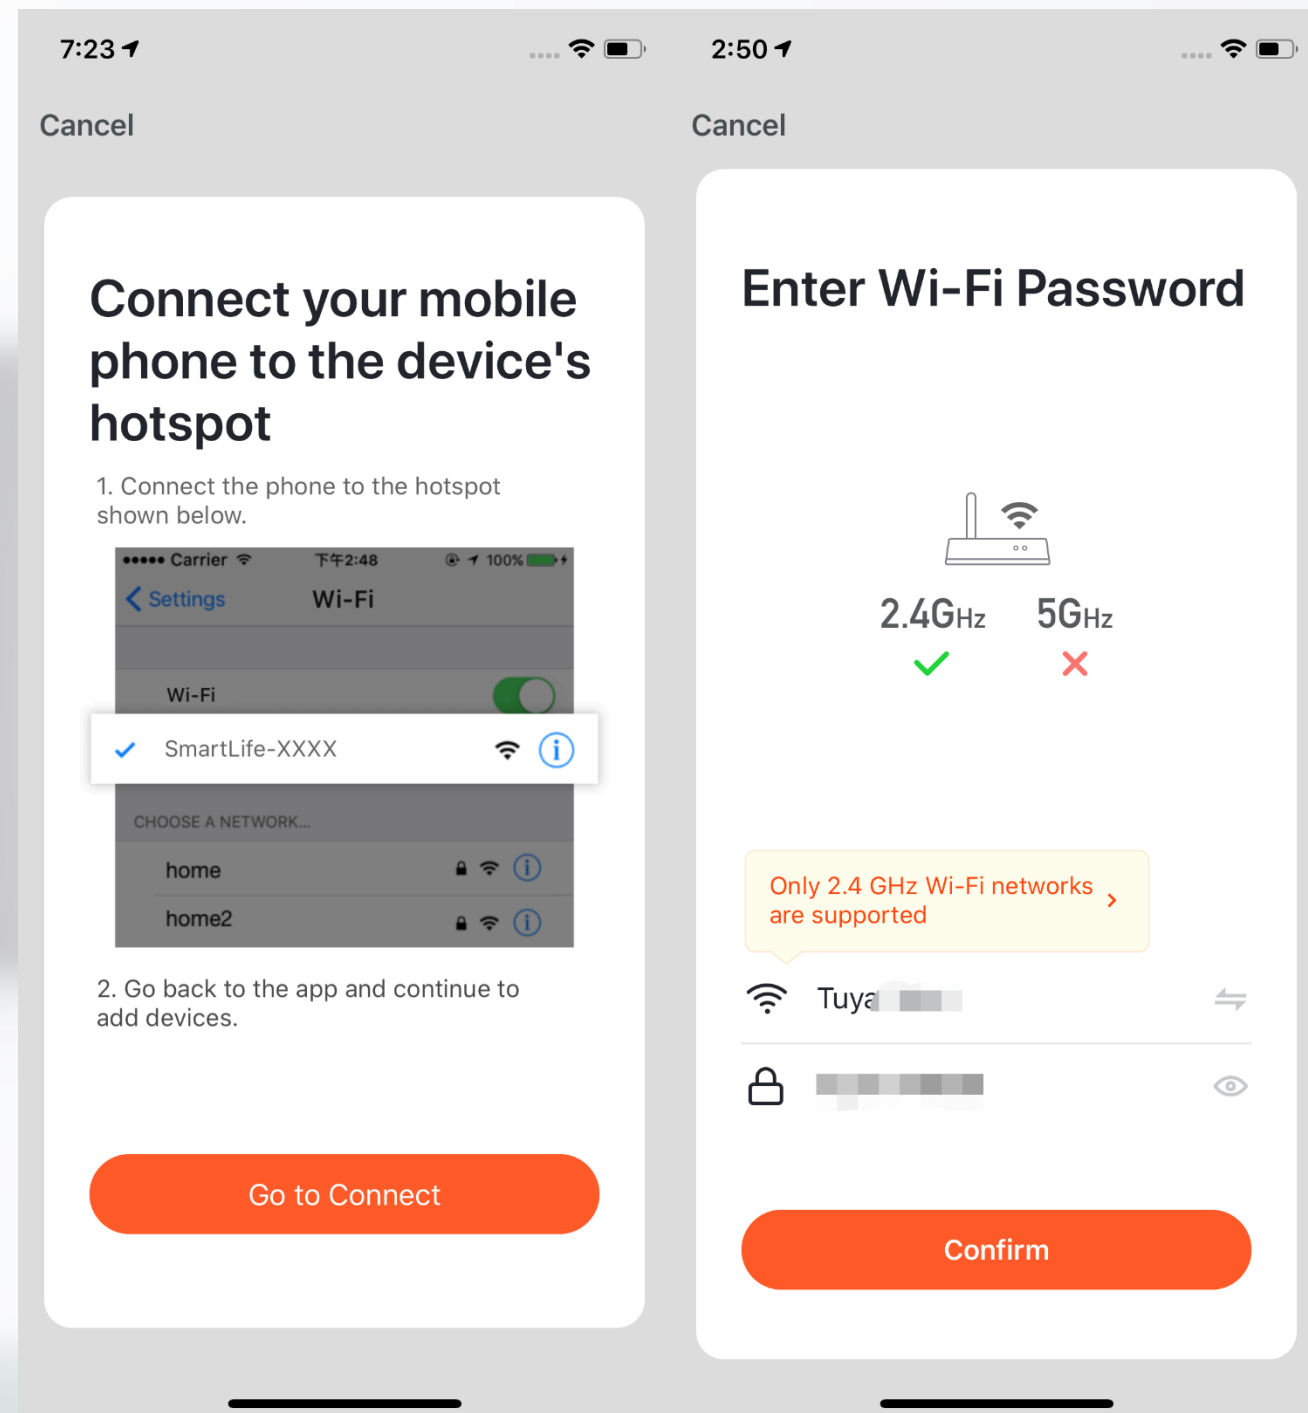 7:23
Cancel
Connect your mobile
phone to the device's
hotspot
1. Connect the phone to the hotspot
shown below.
Carrier 下午2:48 100%
Settings Wi-Fi
Wi-Fi
SmartLife-XXXX
CHOOSE A NETWORK...
home
home2
2. Go back to the app and continue to
add devices.
Go to Connect
2:50
Cancel
Enter Wi-Fi Password
2.4GHz 5GHz
Only 2.4 GHz Wi-Fi networks
are supported
Tuya
Confirm